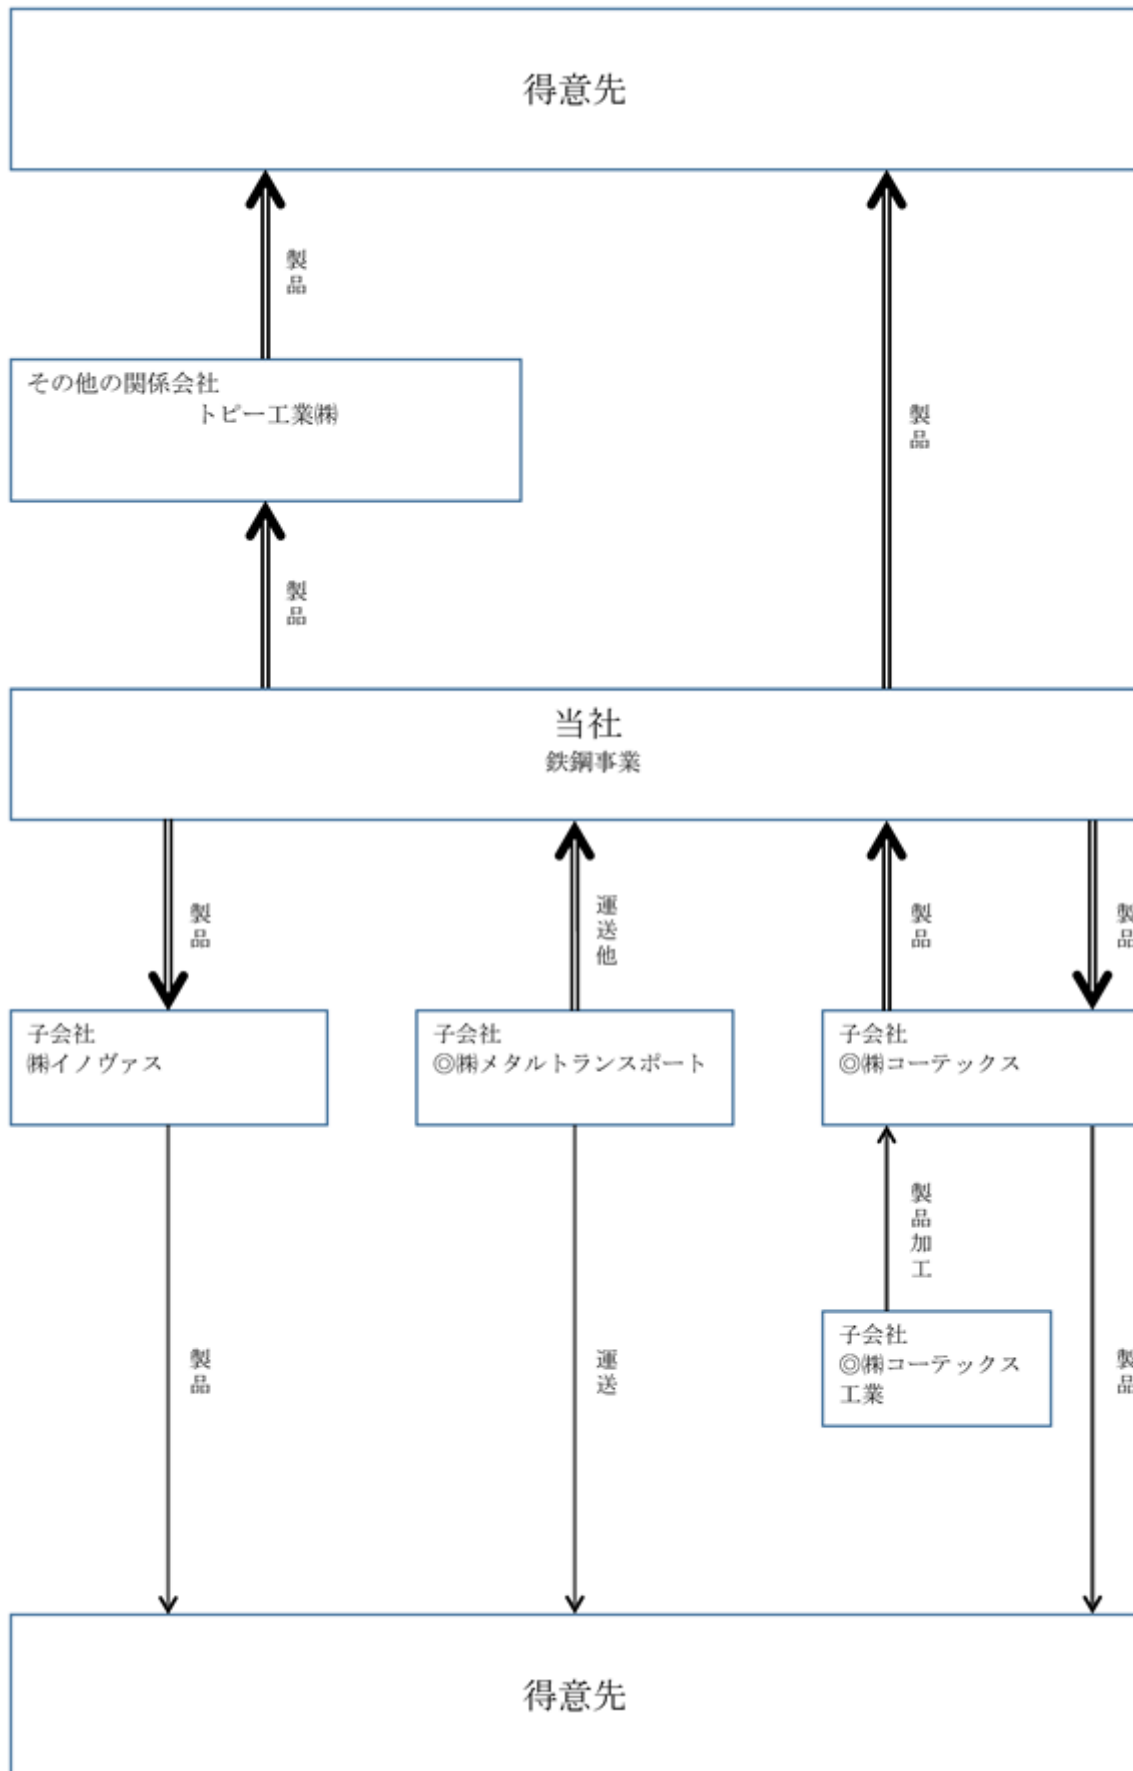 得意先
製品
その他の関係会社
トピー工業㈱
製品
製品
当社
鉄鋼事業
製品
運送他
製品
製品
子会社
㈱イノヴァス
子会社
◎㈱メタルトランスポート
子会社
◎㈱コーテックス
製品加工
子会社
◎㈱コーテックス
工業
製品
運送
製品
得意先